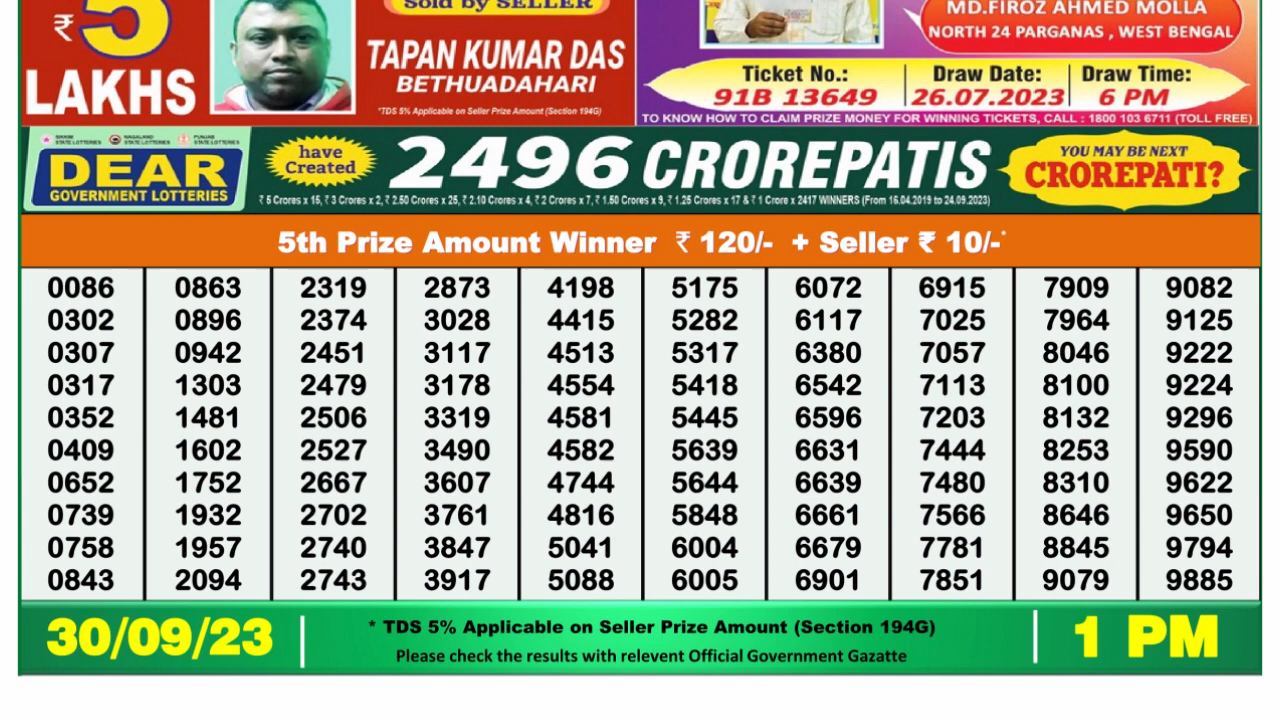 ₹ 5
LAKHS
Sold by SELLER
TAPAN KUMAR DAS
BETHUADAHARI
*TDS 5% Applicable on Seller Prize Amount (Section 194G)
MD.FIROZ AHMED MOLLA
NORTH 24 PARGANAS , WEST BENGAL
Ticket No.: Draw Date: Draw Time:
91B 13649 26.07.2023 6 PM
TO KNOW HOW TO CLAIM PRIZE MONEY FOR WINNING TICKETS, CALL : 1800 103 6711 (TOLL FREE)
SIKKIM STATE LOTTERIES NAGALAND STATE LOTTERIES PUNJAB STATE LOTTERIES
DEAR
GOVERNMENT LOTTERIES
have
Created
2496 CROREPATIS
₹ 5 Crores x 15, ₹ 3 Crores x 2, ₹ 2.50 Crores x 25, ₹ 2.10 Crores x 4, ₹ 2 Crores x 7, ₹ 1.50 Crores x 9, ₹ 1.25 Crores x 17 & ₹ 1 Crore x 2417 WINNERS (From 16.04.2019 to 24.09.2023)
YOU MAY BE NEXT
CROREPATI?
5th Prize Amount Winner ₹ 120/- + Seller ₹ 10/-*
0086 0863 2319 2873 4198 5175 6072 6915 7909 9082
0302 0896 2374 3028 4415 5282 6117 7025 7964 9125
0307 0942 2451 3117 4513 5317 6380 7057 8046 9222
0317 1303 2479 3178 4554 5418 6542 7113 8100 9224
0352 1481 2506 3319 4581 5445 6596 7203 8132 9296
0409 1602 2527 3490 4582 5639 6631 7444 8253 9590
0652 1752 2667 3607 4744 5644 6639 7480 8310 9622
0739 1932 2702 3761 4816 5848 6661 7566 8646 9650
0758 1957 2740 3847 5041 6004 6679 7781 8845 9794
0843 2094 2743 3917 5088 6005 6901 7851 9079 9885
30/09/23
* TDS 5% Applicable on Seller Prize Amount (Section 194G)
Please check the results with relevent Official Government Gazatte
1 PM